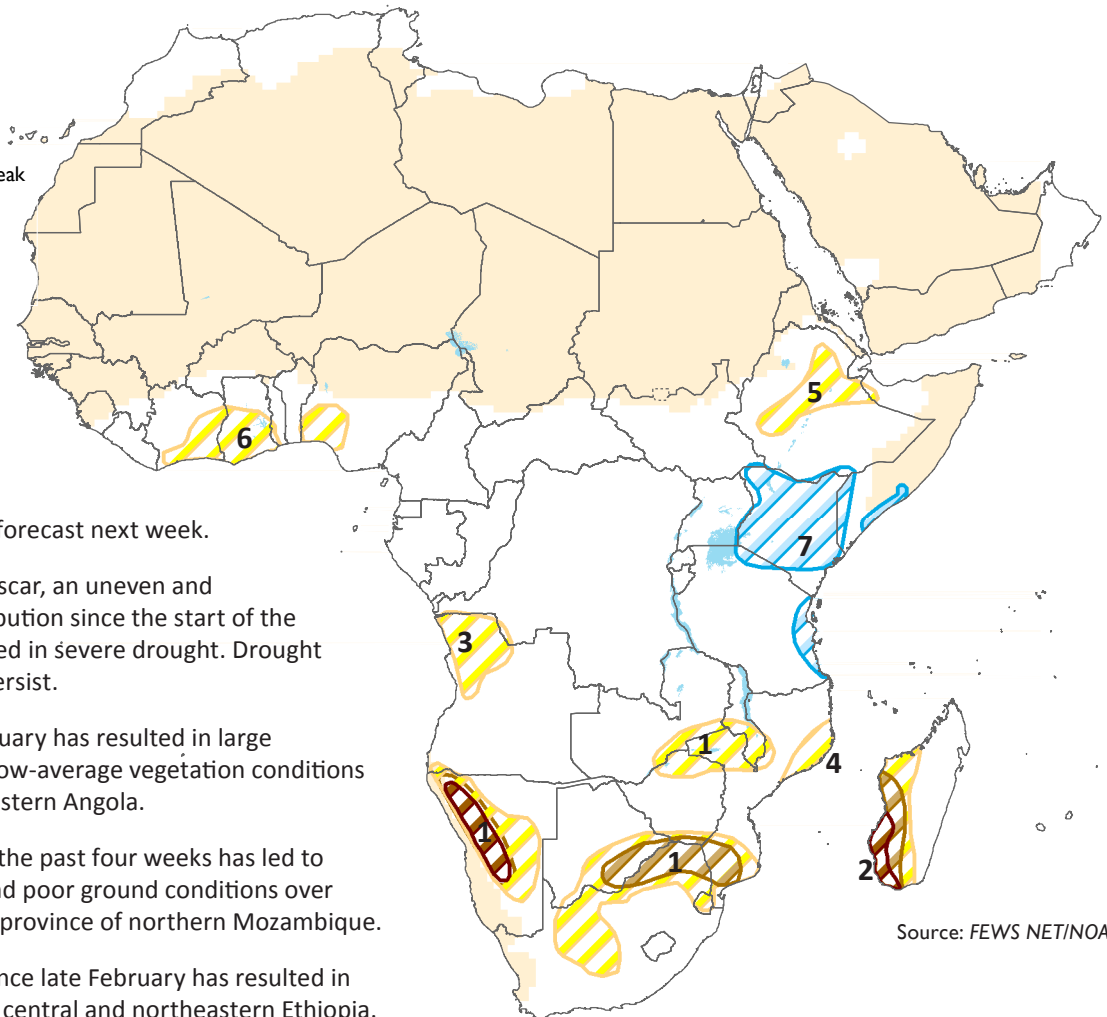 eak
5
6
forecast next week.
7
scar, an uneven and
bution since the start of the
ed in severe drought. Drought
ersist.
3
uary has resulted in large
ow-average vegetation conditions
stern Angola.
1
4
the past four weeks has led to
nd poor ground conditions over
province of northern Mozambique.
1
1
2
Source: FEWS NET/NOA
nce late February has resulted in
central and northeastern Ethiopia.